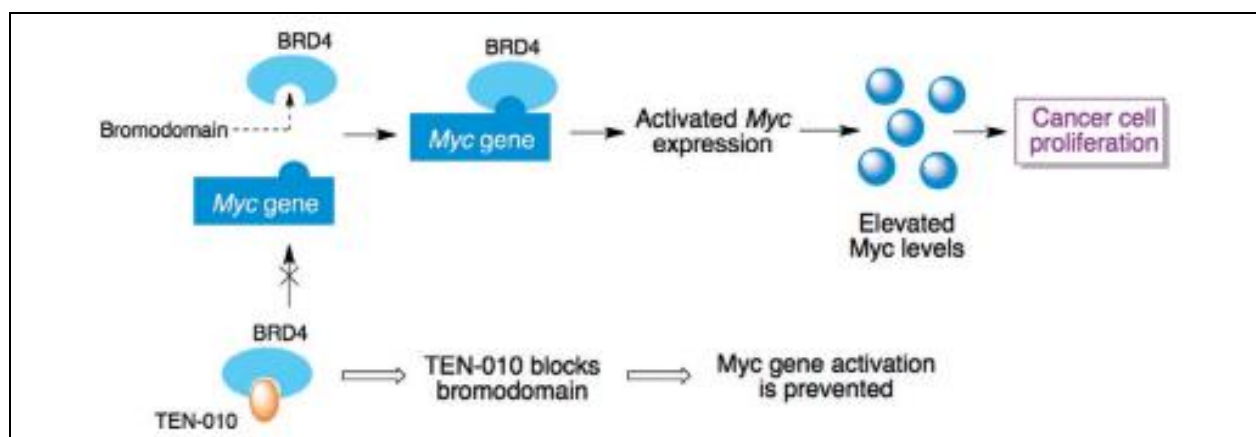 BRD4
Bromodomain
Myc gene
BRD4
Myc gene
Activated Myc
expression
Elevated
Myc levels
Cancer cell
proliferation
BRD4
TEN-010
TEN-010 blocks
bromodomain
Myc gene activation
is prevented